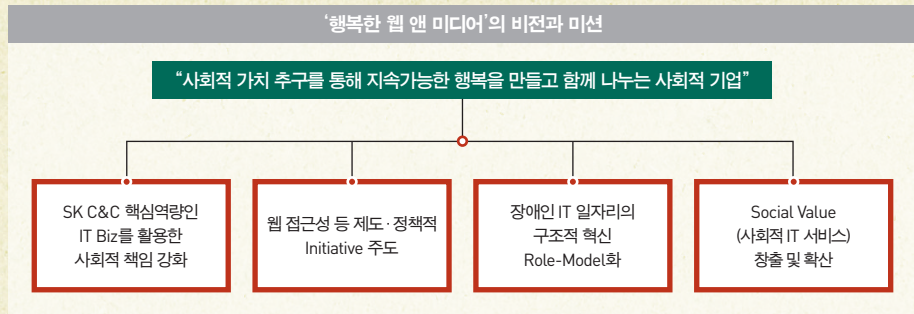 ‘행복한 웹 앤 미디어’의 비전과 미션
“사회적 가치 추구를 통해 지속가능한 행복을 만들고 함께 나누는 사회적 기업”
SK C&C 핵심역량인
IT Biz를 활용한
사회적 책임 강화
웹 접근성 등 제도·정책적
Initiative 주도
장애인 IT 일자리의
구조적 혁신
Role-Model화
Social Value
(사회적 IT 서비스)
창출 및 확산